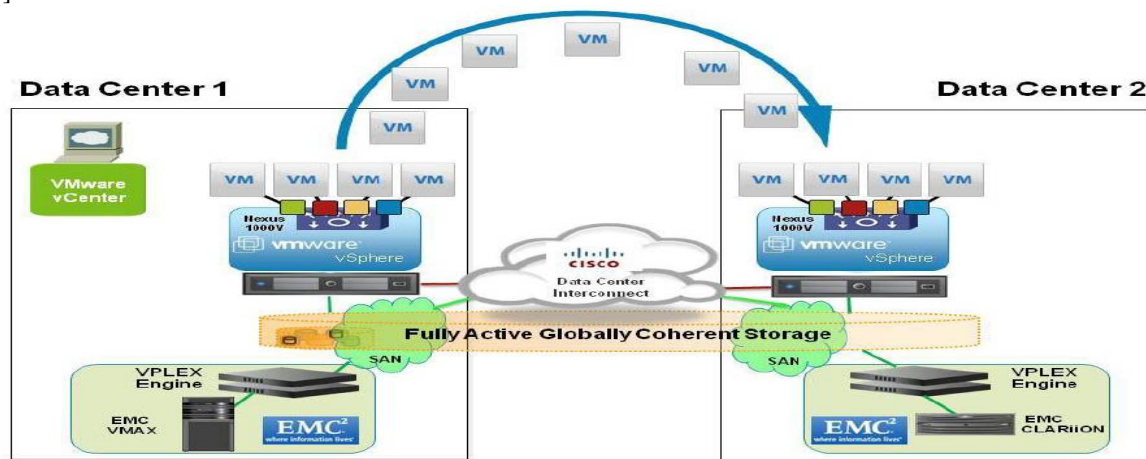 ]
VM
VM
VM
VM
VM
VM
VM
Data Center 1
Data Center 2
VMware
vCenter
VM
VM
VM
VM
Nexus
1000V
vmware
vSphere
VM
VM
VM
VM
Nexus
1000V
vmware
vSphere
CISCO
Data Center
Interconnect
Fully Active Globally Coherent Storage
SAN
SAN
VPLEX
Engine
EMC
VMAX
EMC²
where information lives®
VPLEX
Engine
EMC²
where information lives®
EMC
CLARiiON